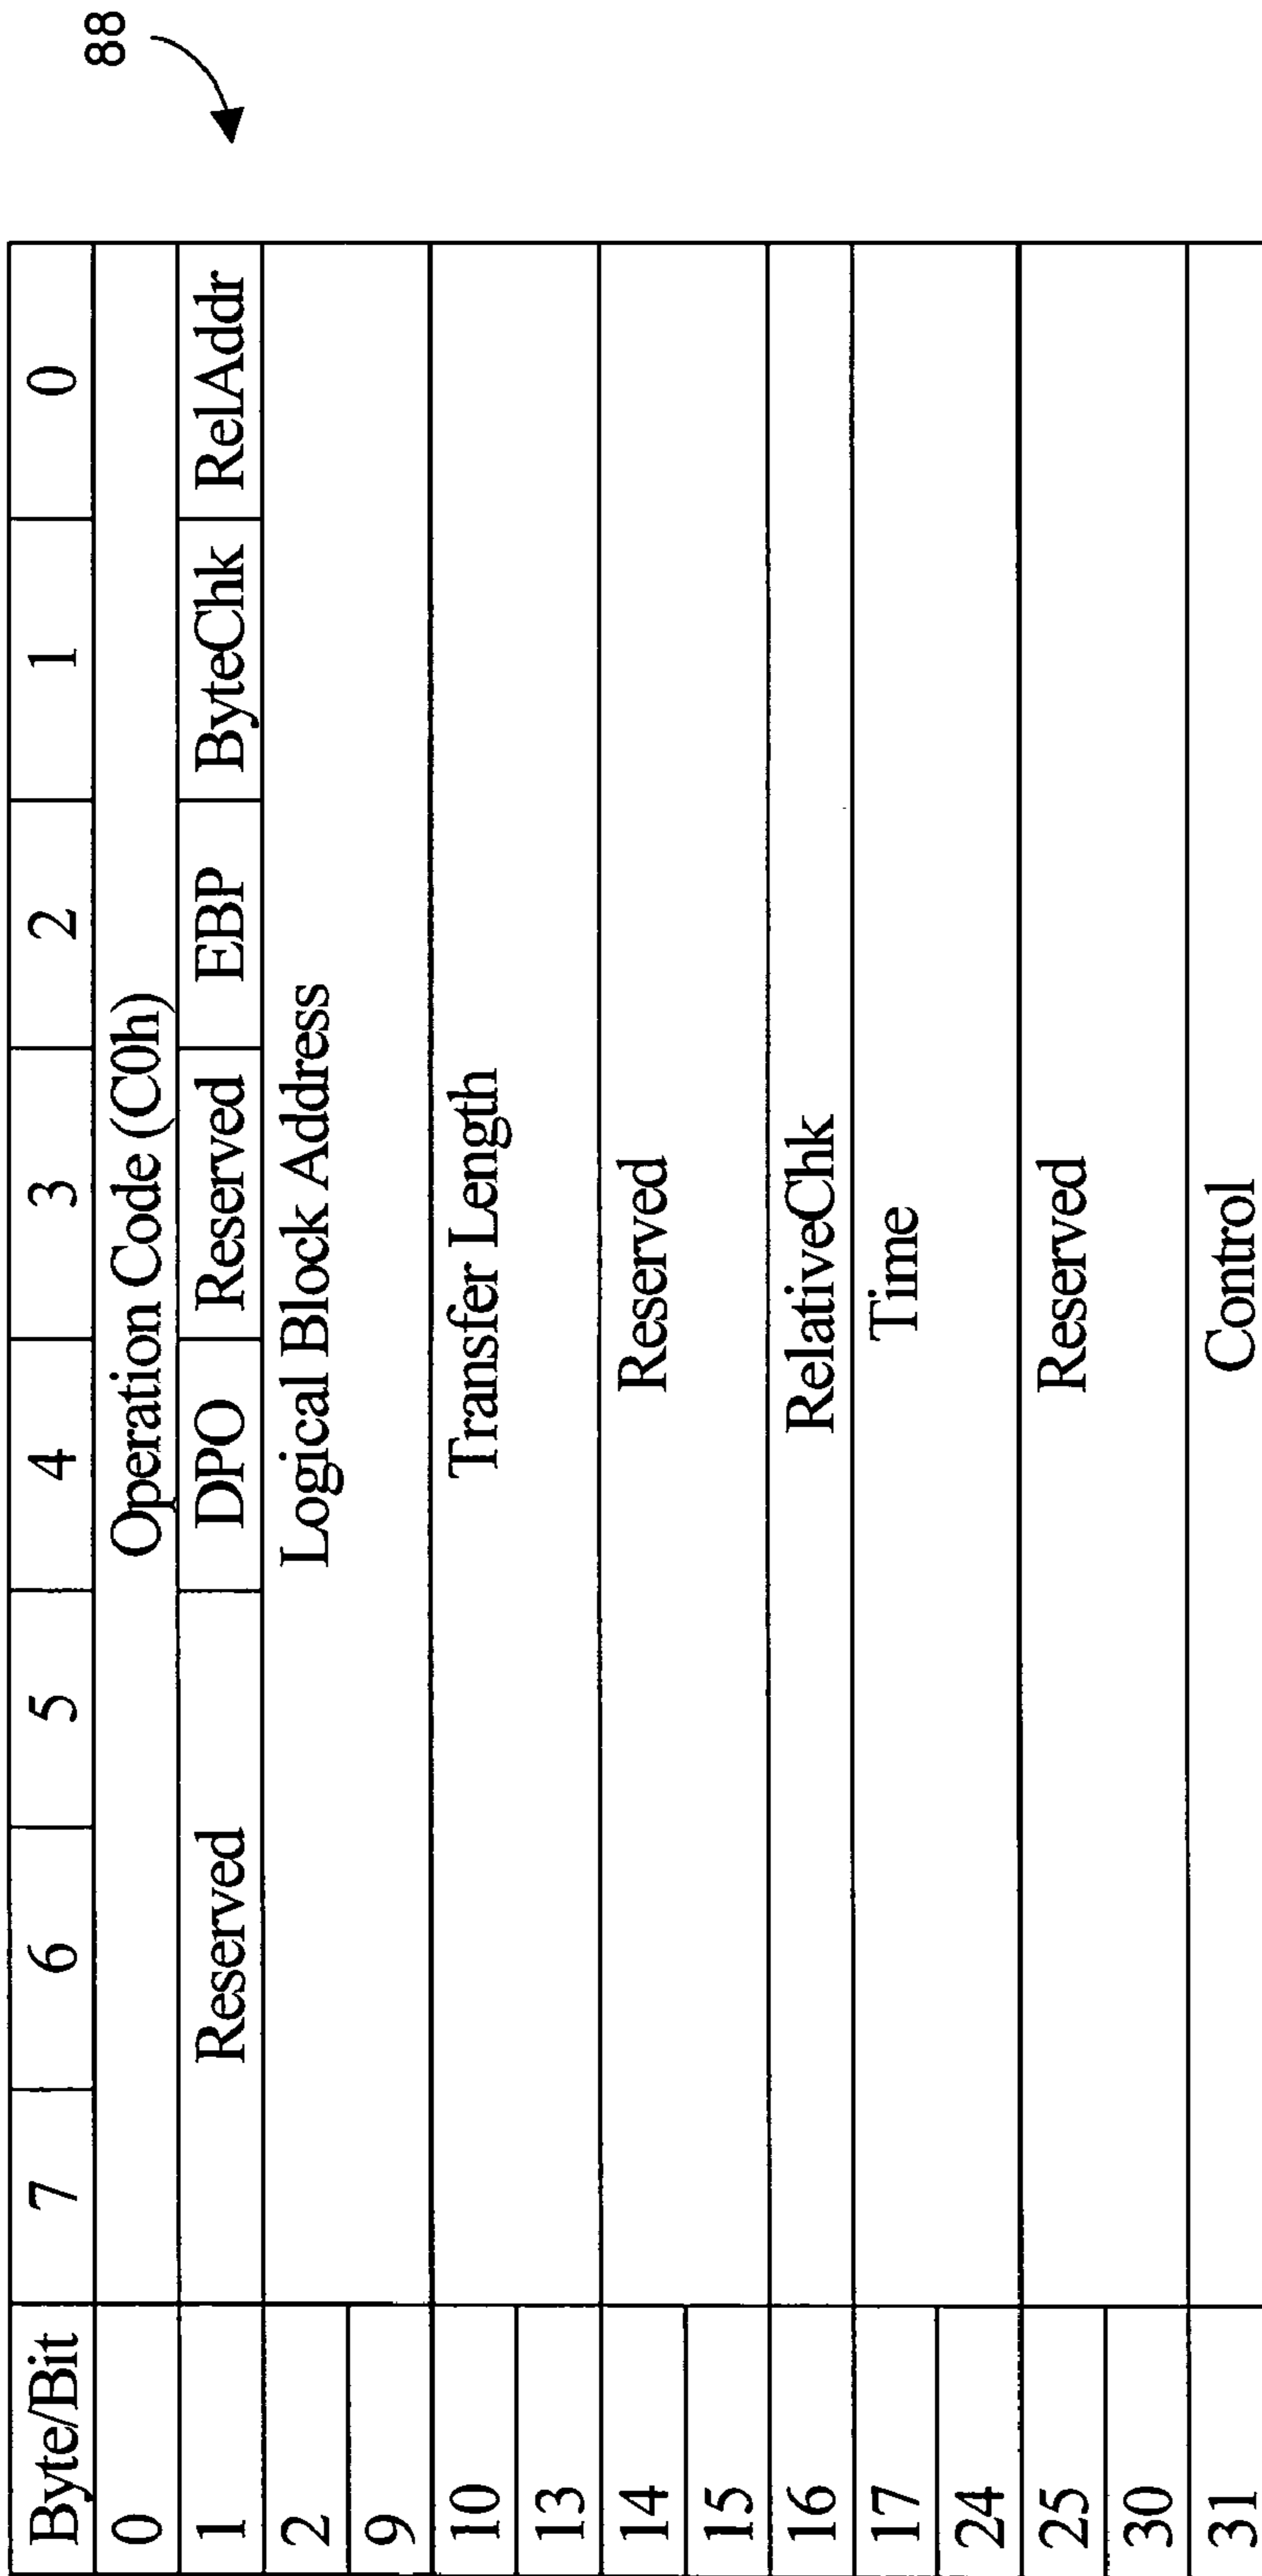 88
Byte/Bit 7 6 5 4 3 2 1 0
0 Operation Code (C0h)
1 Reserved DPO Reserved EBP ByteChk RelAddr
2 Logical Block Address
9
10 Transfer Length
13
14 Reserved
15
16 RelativeChk
17 Time
24
25 Reserved
30
31 Control